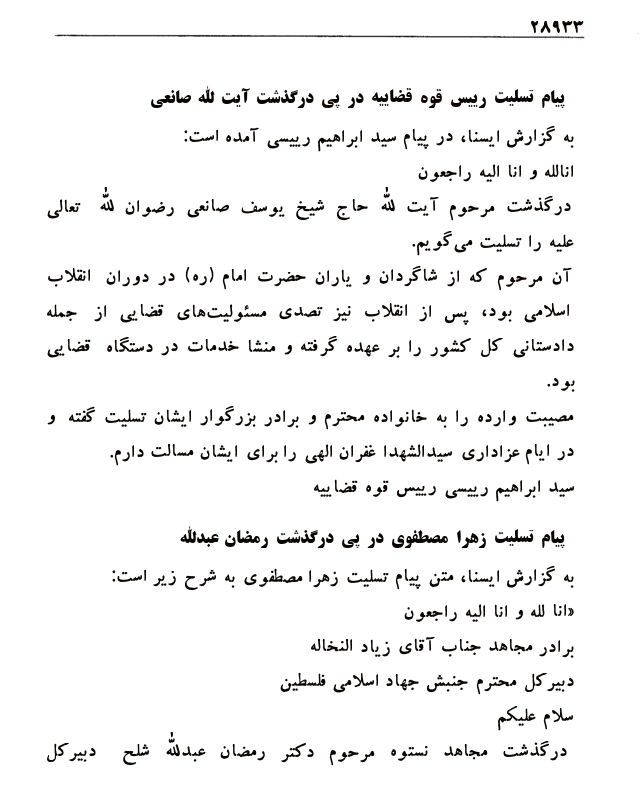 ۲۸۹۳۳
پیام تسلیت رییس قوه قضاییه در پی درگذشت آیت لله صانعی
به گزارش ایسنا، در پیام سید ابراهیم رییسی آمده است:
انالله و انا الیه راجعون
درگذشت مرحوم آیت لله حاج شیخ یوسف صانعی رضوان لله تعالی
علیه را تسلیت می‌گویم.
آن مرحوم که از شاگردان و یاران حضرت امام (ره) در دوران انقلاب
اسلامی بود، پس از انقلاب نیز تصدی مسئولیت‌های قضایی از جمله
دادستانی کل کشور را بر عهده گرفته و منشا خدمات در دستگاه قضایی
بود.
مصیبت وارده را به خانواده محترم و برادر بزرگوار ایشان تسلیت گفته و
در ایام عزاداری سیدالشهدا غفران الهی را برای ایشان مسالت دارم.
سید ابراهیم رییسی رییس قوه قضاییه
پیام تسلیت زهرا مصطفوی در پی درگذشت رمضان عبدلله
به گزارش ایسنا، متن پیام تسلیت زهرا مصطفوی به شرح زیر است:
«انا لله و انا الیه راجعون
برادر مجاهد جناب آقای زیاد النخاله
دبیرکل محترم جنبش جهاد اسلامی فلسطین
سلام علیکم
درگذشت مجاهد نستوه مرحوم دکتر رمضان عبدلله شلح دبیرکل